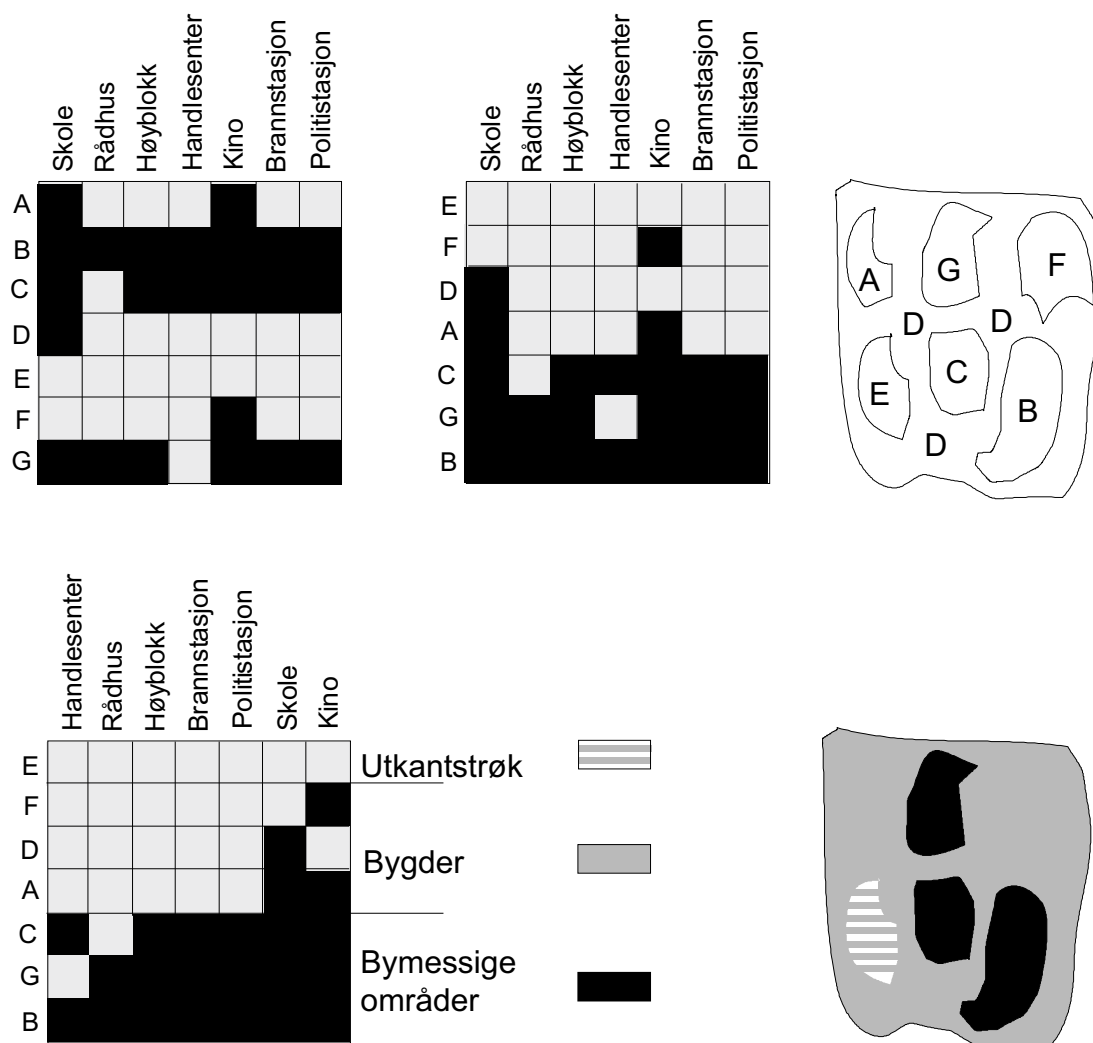 Skole
Rådhus
Høyblokk
Handlesenter
Kino
Brannstasjon
Politistasjon
A
B
C
D
E
F
G
Skole
Rådhus
Høyblokk
Handlesenter
Kino
Brannstasjon
Politistasjon
E
F
D
A
C
G
B
A
G
F
D
D
E
C
B
D
Handlesenter
Rådhus
Høyblokk
Brannstasjon
Politistasjon
Skole
Kino
E
F
D
A
C
G
B
Utkantstrøk
Bygder
Bymessige
områder